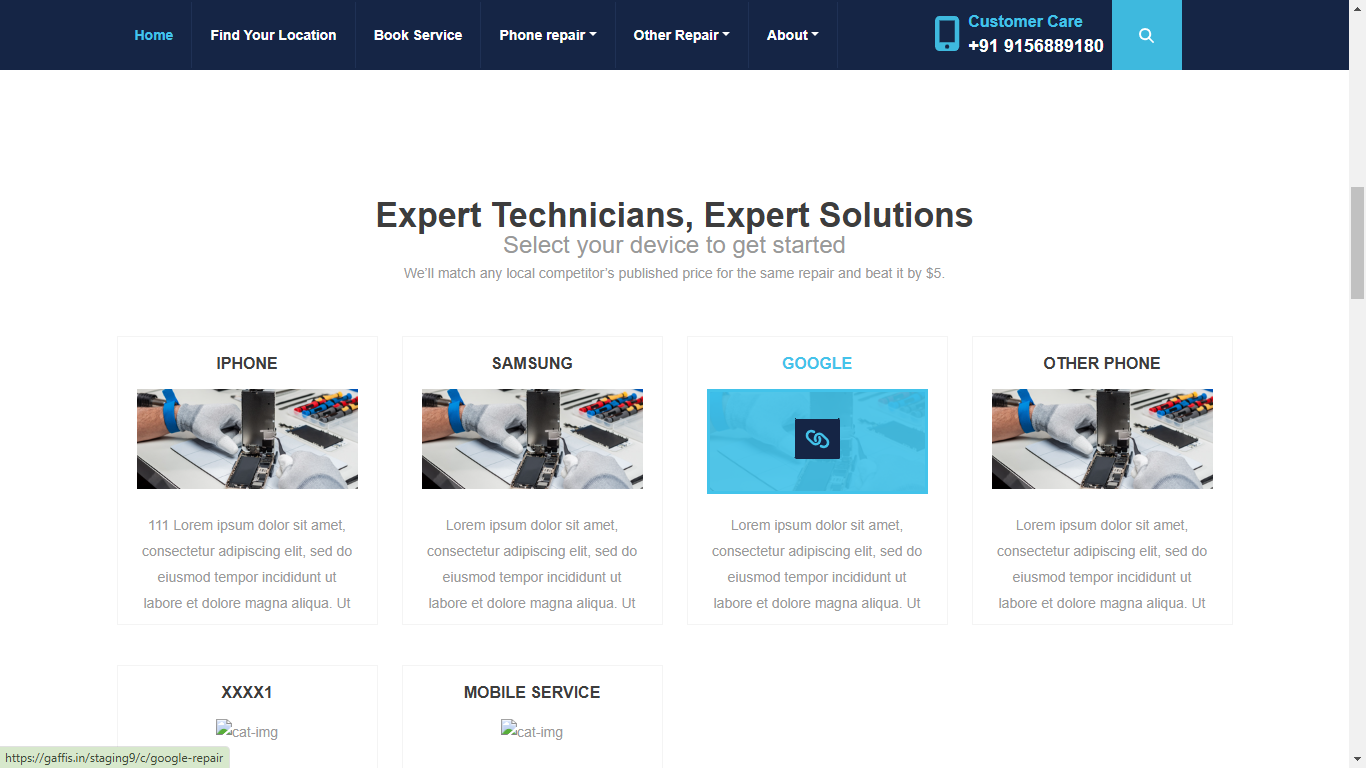 Home Find Your Location Book Service Phone repair Other Repair About Customer Care
+91 9156889180
Expert Technicians, Expert Solutions
Select your device to get started
We'll match any local competitor's published price for the same repair and beat it by $5.
IPHONE
111 Lorem ipsum dolor sit amet,
consectetur adipiscing elit, sed do
eiusmod tempor incididunt ut
labore et dolore magna aliqua. Ut
SAMSUNG
Lorem ipsum dolor sit amet,
consectetur adipiscing elit, sed do
eiusmod tempor incididunt ut
labore et dolore magna aliqua. Ut
GOOGLE
Lorem ipsum dolor sit amet,
consectetur adipiscing elit, sed do
eiusmod tempor incididunt ut
labore et dolore magna aliqua. Ut
OTHER PHONE
Lorem ipsum dolor sit amet,
consectetur adipiscing elit, sed do
eiusmod tempor incididunt ut
labore et dolore magna aliqua. Ut
XXXX1
cat-img
MOBILE SERVICE
cat-img
https://gaffis.in/staging9/c/google-repair